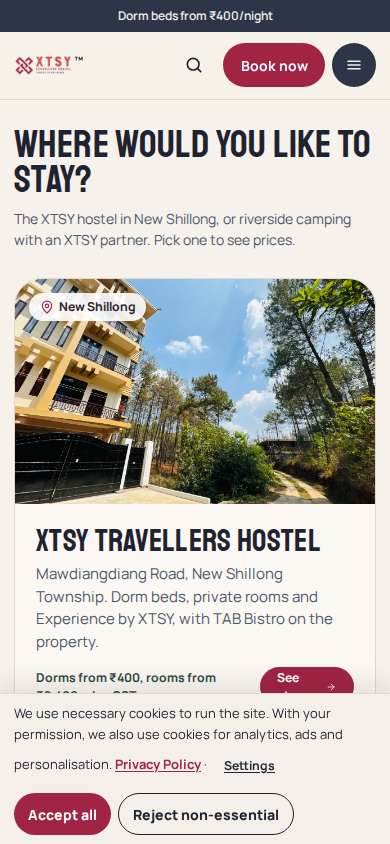 Dorm beds from ₹400/night
XTSY™
Book now
WHERE WOULD YOU LIKE TO
STAY?
The XTSY hostel in New Shillong, or riverside camping
with an XTSY partner. Pick one to see prices.
New Shillong
XTSY TRAVELLERS HOSTEL
Mawdiangdiang Road, New Shillong
Township. Dorm beds, private rooms and
Experience by XTSY, with TAB Bistro on the
property.
Dorms from ₹400, rooms from
See
We use necessary cookies to run the site. With your
permission, we also use cookies for analytics, ads and
personalisation. Privacy Policy · Settings
Accept all
Reject non-essential